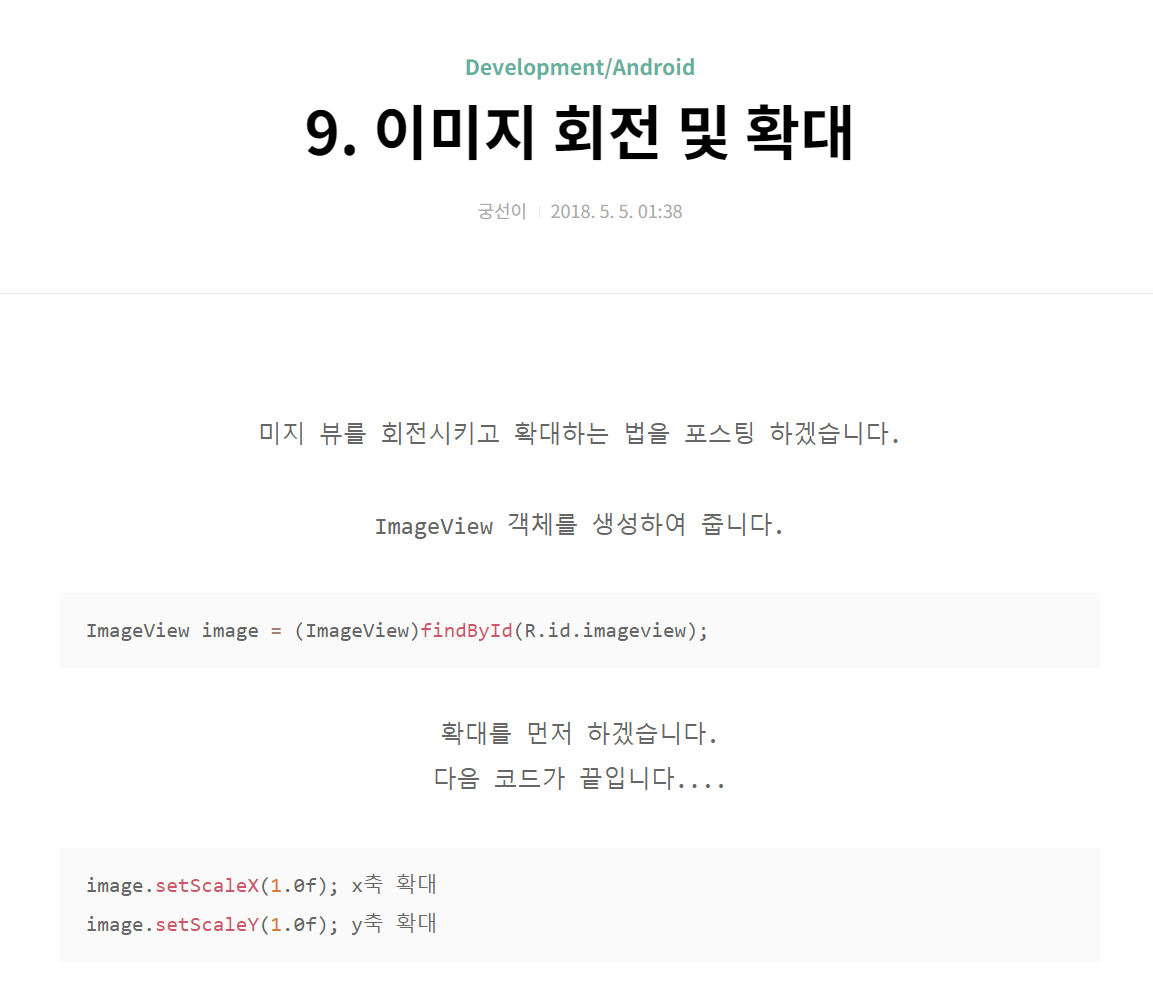 Development/Android
9. 이미지 회전 및 확대
궁선이 2018. 5. 5. 01:38
미지 뷰를 회전시키고 확대하는 법을 포스팅 하겠습니다.
ImageView 객체를 생성하여 줍니다.
ImageView image = (ImageView)findById(R.id.imageview);
확대를 먼저 하겠습니다.
다음 코드가 끝입니다....
image.setScaleX(1.0f); x축 확대
image.setScaleY(1.0f); y축 확대